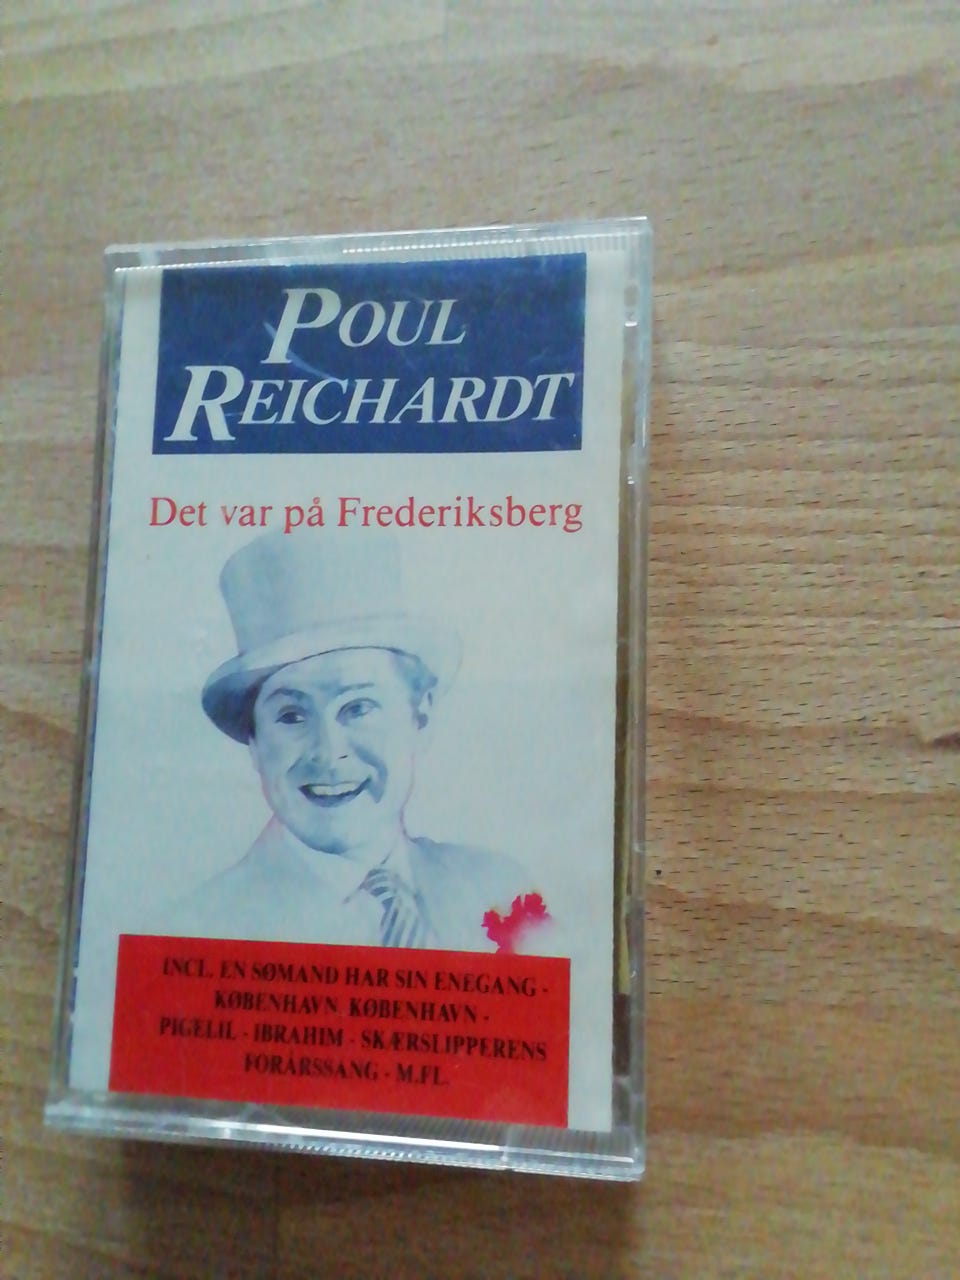 POUL
REICHARDT
Det var på Frederiksberg
INCL. EN SØMAND HAR SIN ENEGANG -
KØBENHAVN, KØBENHAVN -
PIGELIL - IBRAHIM - SKÆRSLIPPERENS
FORÅRSSANG - M.FL.